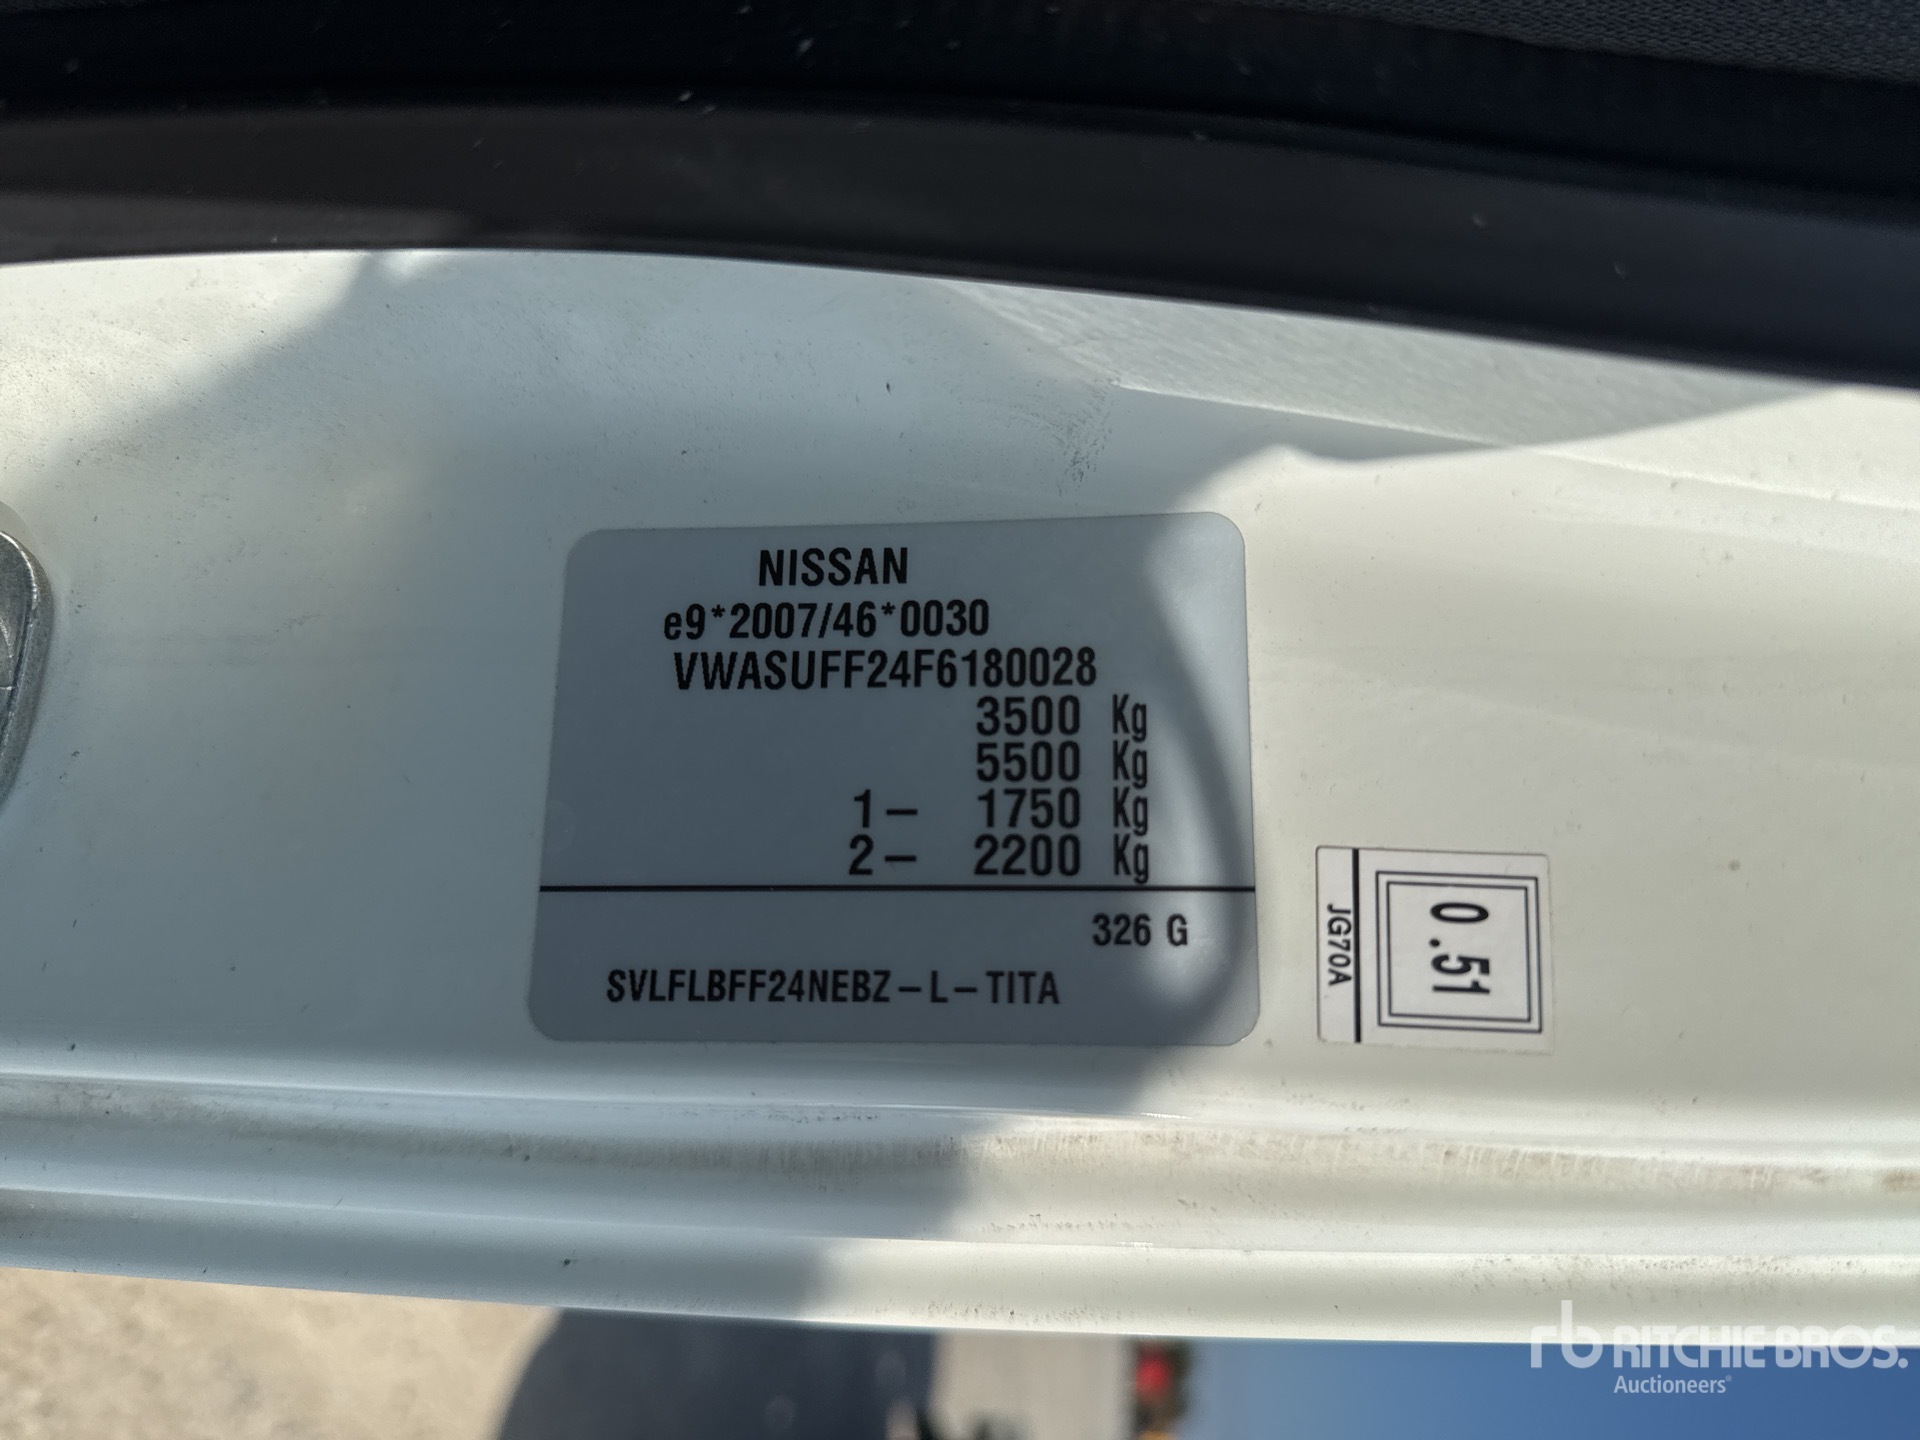 NISSAN
e9*2007/46*0030
VWASUFF24F6180028
3500 Kg
5500 Kg
1– 1750 Kg
2– 2200 Kg
326 G
SVLFLBFF24NEBZ–L–TITA
JG70A
0.51
rb RITCHIE BROS.
Auctioneers®